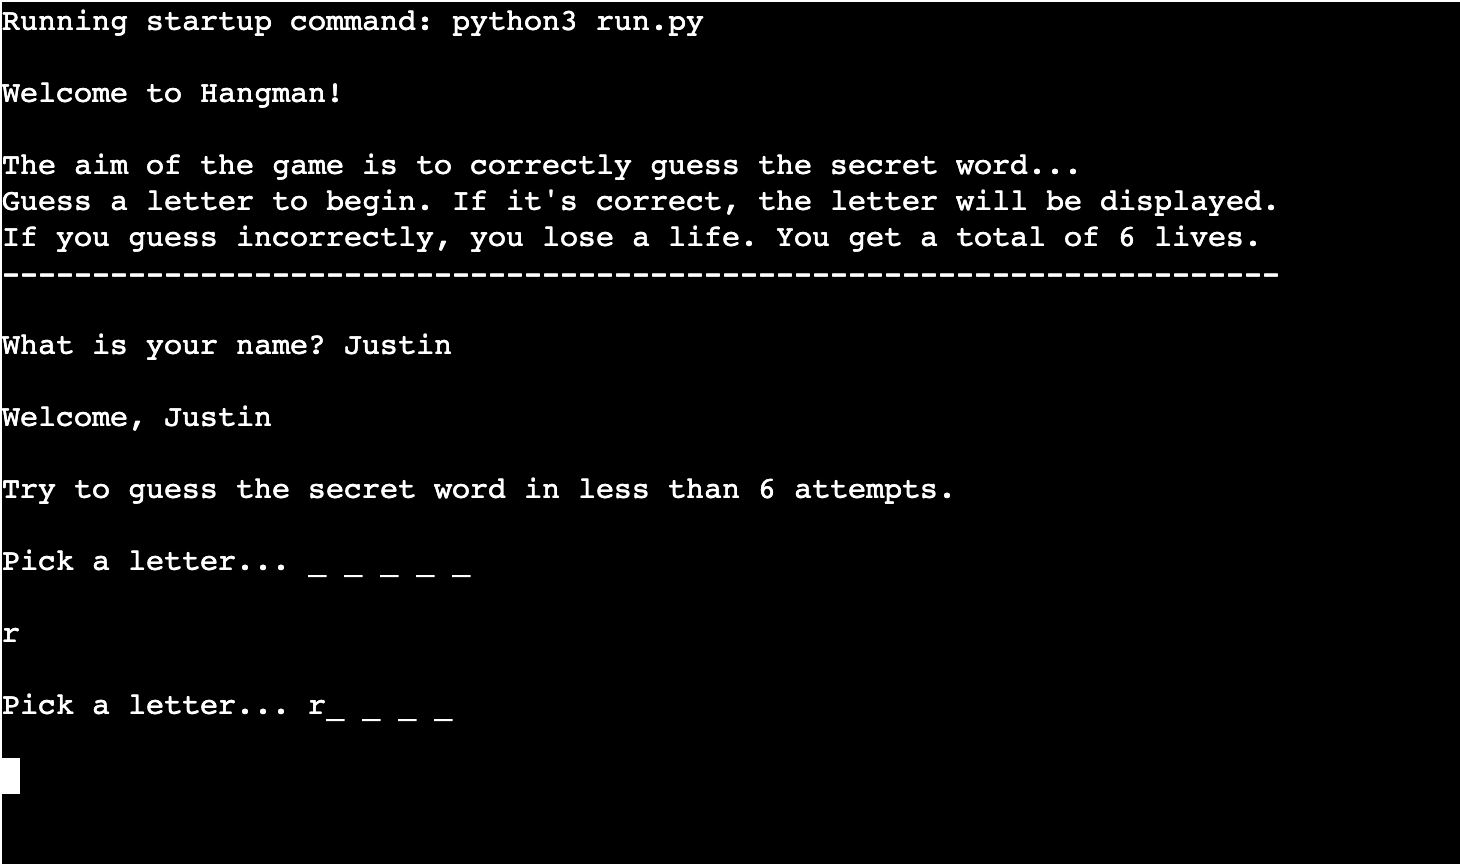 Running startup command: python3 run.py
Welcome to Hangman!
The aim of the game is to correctly guess the secret word...
Guess a letter to begin. If it's correct, the letter will be displayed.
If you guess incorrectly, you lose a life. You get a total of 6 lives.
-----------------------------------------------------------------------
What is your name? Justin
Welcome, Justin
Try to guess the secret word in less than 6 attempts.
Pick a letter... _ _ _ _ _
r
Pick a letter... r_ _ _ _